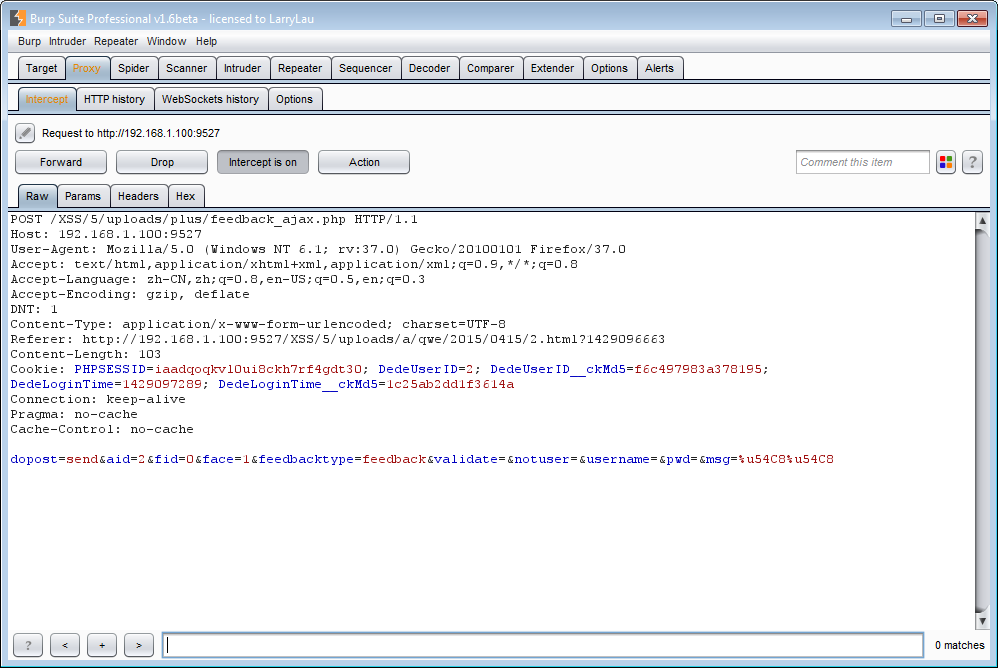 Burp Suite Professional v1.6beta - licensed to LarryLau
Burp Intruder Repeater Window Help
Target Proxy Spider Scanner Intruder Repeater Sequencer Decoder Comparer Extender Options Alerts
Intercept HTTP history WebSockets history Options
Request to http://192.168.1.100:9527
Forward Drop Intercept is on Action Comment this item ?
Raw Params Headers Hex
POST /XSS/5/uploads/plus/feedback_ajax.php HTTP/1.1
Host: 192.168.1.100:9527
User-Agent: Mozilla/5.0 (Windows NT 6.1; rv:37.0) Gecko/20100101 Firefox/37.0
Accept: text/html,application/xhtml+xml,application/xml;q=0.9,*/*;q=0.8
Accept-Language: zh-CN,zh;q=0.8,en-US;q=0.5,en;q=0.3
Accept-Encoding: gzip, deflate
DNT: 1
Content-Type: application/x-www-form-urlencoded; charset=UTF-8
Referer: http://192.168.1.100:9527/XSS/5/uploads/a/qwe/2015/0415/2.html?1429096663
Content-Length: 103
Cookie: PHPSESSID=iaadqoqkvl0ui8ckh7rf4gdt30; DedeUserID=2; DedeUserID__ckMd5=f6c497983a378195;
DedeLoginTime=1429097289; DedeLoginTime__ckMd5=1c25ab2dd1f3614a
Connection: keep-alive
Pragma: no-cache
Cache-Control: no-cache
dopost=send&aid=2&fid=0&face=1&feedbacktype=feedback&validate=&notuser=&username=&pwd=&msg=%u54C8%u54C8
? < + > 0 matches